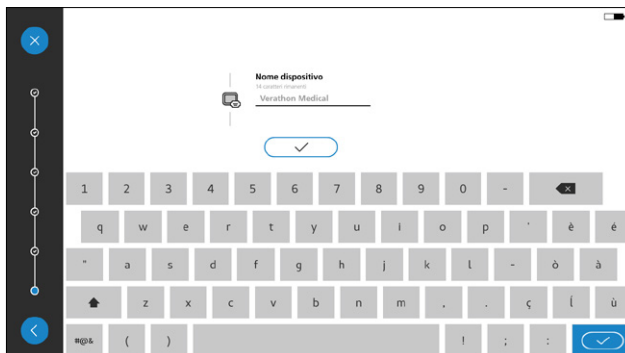 Nome dispositivo
14 caratteri rimanenti
Verathon Medical
1 2 3 4 5 6 7 8 9 0 -
q w e r t y u i o p ' è é
" a s d f g h j k l - ò à
z x c v b n m , . ç Í ù
#@& ( ) ! ; :